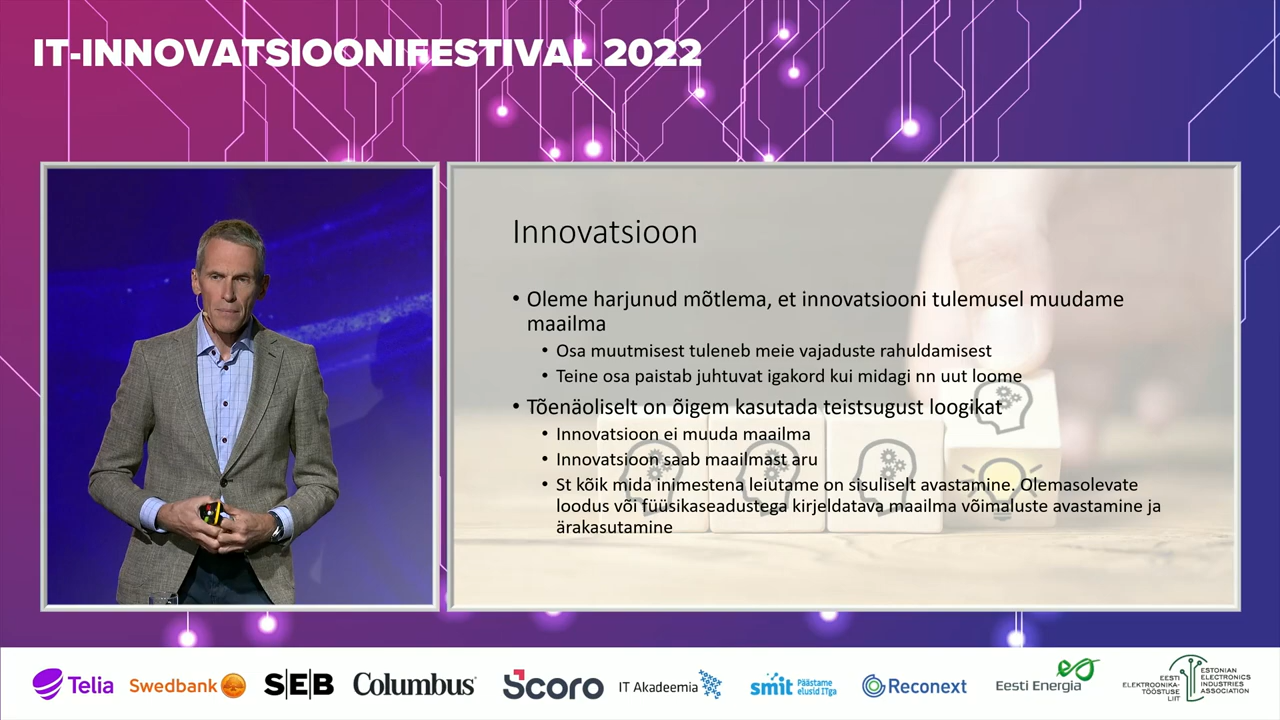 IT-INNOVATSIOONIFESTIVAL 2022
Innovatsioon
• Oleme harjunud mõtlema, et innovatsiooni tulemusel muudame
maailma
• Osa muutmisest tuleneb meie vajaduste rahuldamisest
• Teine osa paistab juhtuvat igakord kui midagi nn uut loome
• Tõenäoliselt on õigem kasutada teistsugust loogikat
• Innovatsioon ei muuda maailma
• Innovatsioon saab maailmast aru
• St kõik mida inimestena leiutame on sisuliselt avastamine. Olemasolevate
loodus või füüsikaseadustega kirjeldatava maailma võimaluste avastamine ja
ärakasutamine
Telia
Swedbank
S|E|B
Columbus
Scoro
IT Akadeemia
smit
Päästame
elusid ITga
Reconext
Eesti Energia
EESTI
ELEKTROONIKA-
TÖÖSTUSE
LIIT
ESTONIAN
ELECTRONICS
INDUSTRIES
ASSOCIATION